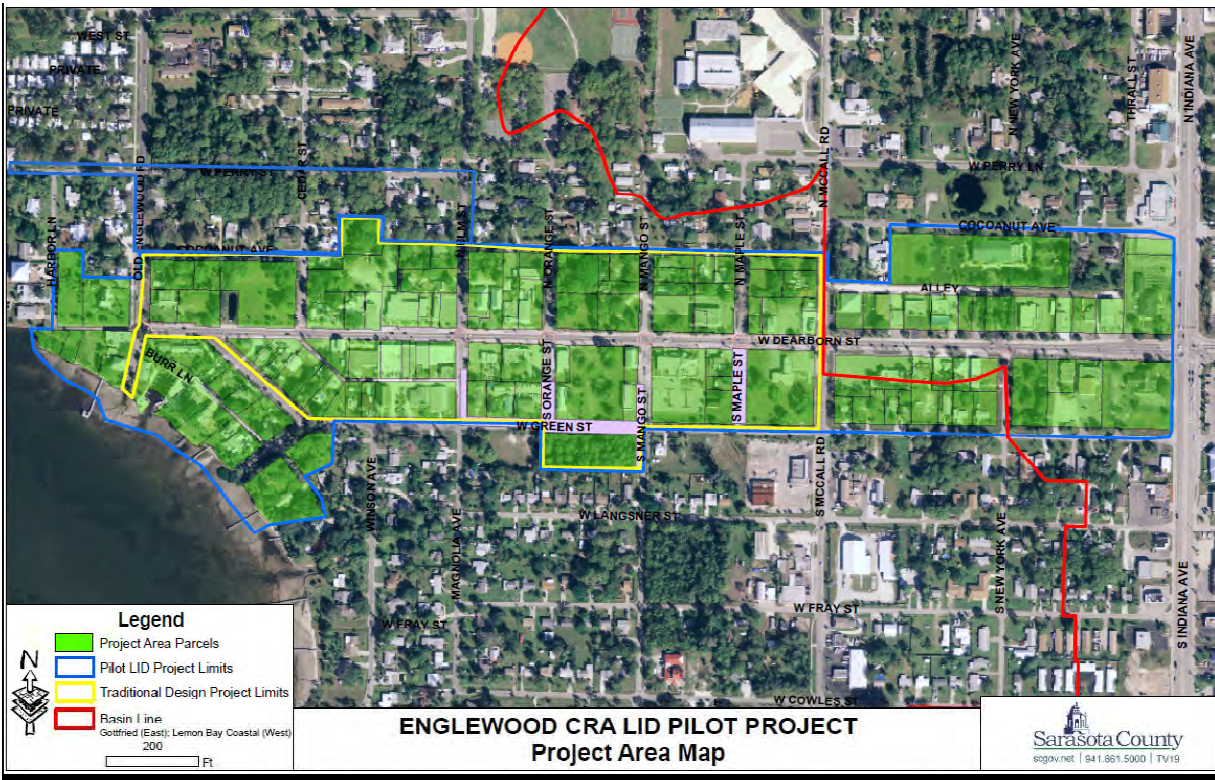 WEST ST
PRIVATE
PRIVATE
OLD ENGLEWOOD RD
HARBOR LN
W PERRY ST
CEDAR ST
COCOANUT AVE
N ELM ST
N ORANGE ST
N MANGO ST
N MAPLE ST
N MCCALL RD
N NEW YORK AVE
THRALL ST
N INDIANA AVE
W PERRY LN
COCOANUT AVE
ALLEY
W DEARBORN ST
BURR LN
S ORANGE ST
S MANGO ST
S MAPLE ST
W GREEN ST
WINSON AVE
MAGNOLIA AVE
W LANGSNER ST
S MCCALL RD
S NEW YORK AVE
S INDIANA AVE
W FRAY ST
W FRAY ST
W COWLES ST
Legend
Project Area Parcels
Pilot LID Project Limits
Traditional Design Project Limits
Basin Line
Gottfried (East); Lemon Bay Coastal (West)
N
200
Ft
ENGLEWOOD CRA LID PILOT PROJECT
Project Area Map
Sarasota County
scgov.net | 941.861.5000 | TV19